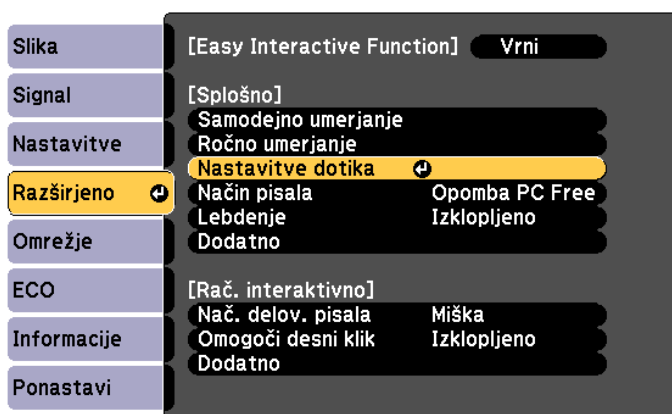 Slika
Signal
Nastavitve
Razširjeno
Omrežje
ECO
Informacije
Ponastavi
[Easy Interactive Function] Vrni
[Splošno]
Samodejno umerjanje
Ročno umerjanje
Nastavitve dotika
Način pisala Opomba PC Free
Lebdenje Izklopljeno
Dodatno
[Rač. interaktivno]
Nač. delov. pisala Miška
Omogoči desni klik Izklopljeno
Dodatno